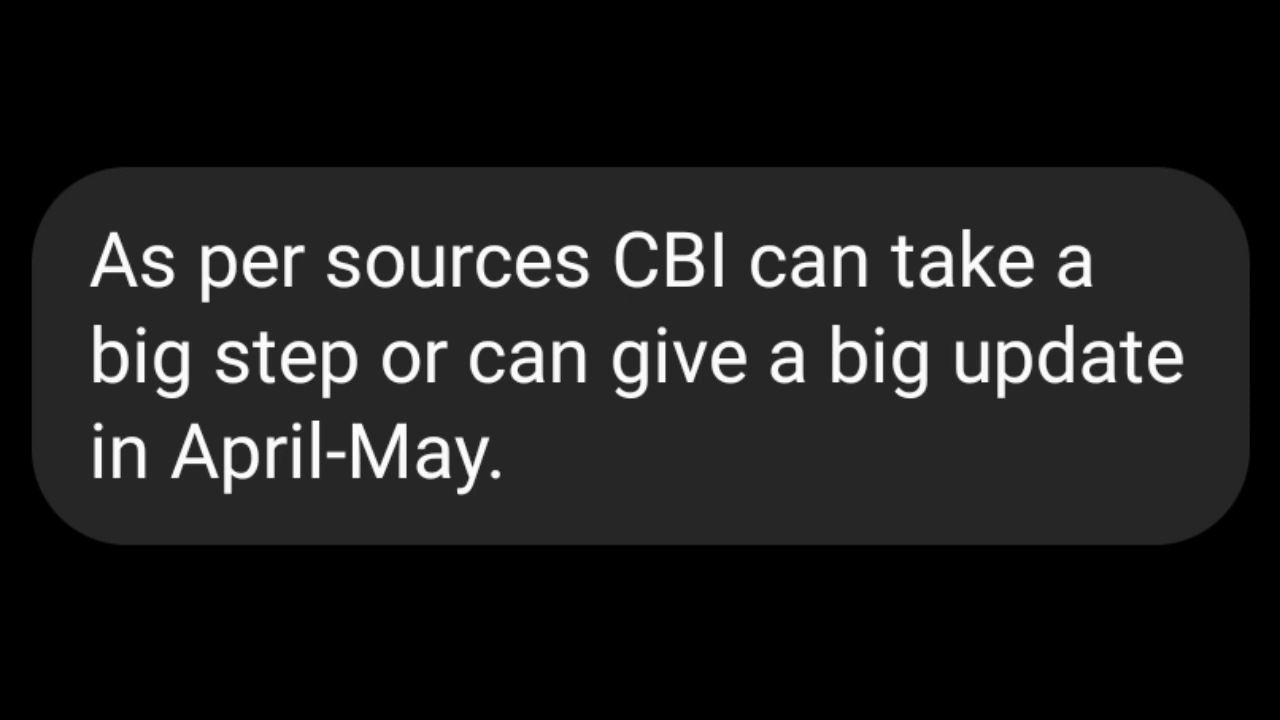 As per sources CBI can take a
big step or can give a big update
in April-May.